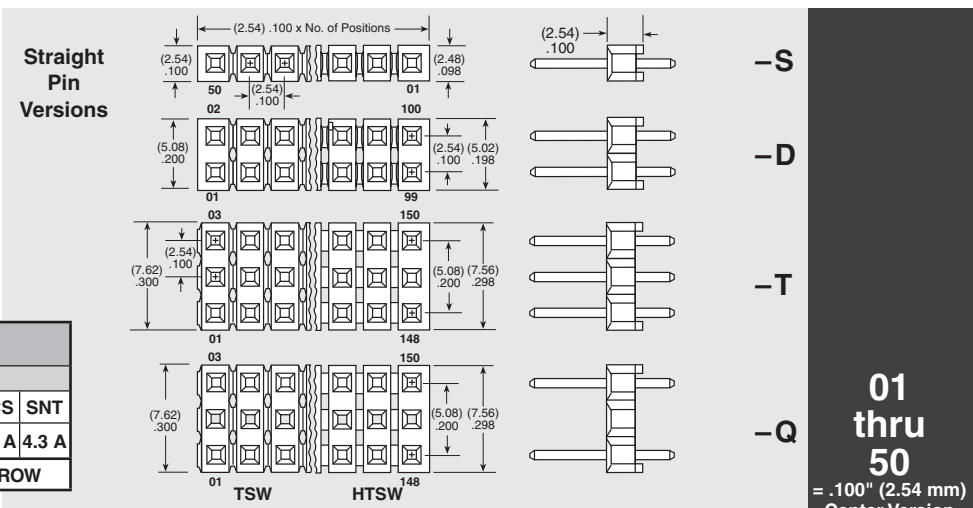 Straight
Pin
Versions
(2.54) .100 x No. of Positions
(2.54)
.100
50
(2.54)
.100
01
(2.48)
.098
(2.54)
.100
–S
02
100
(5.08)
.200
(2.54)
.100
(5.02)
.198
01
99
–D
03
150
(7.62)
.300
(2.54)
.100
(5.08)
.200
(7.56)
.298
01
148
–T
03
150
(7.62)
.300
(5.08)
.200
(7.56)
.298
01
148
–Q
TSW
HTSW
S SNT
A 4.3 A
ROW
01
thru
50
= .100" (2.54 mm)
Center Version